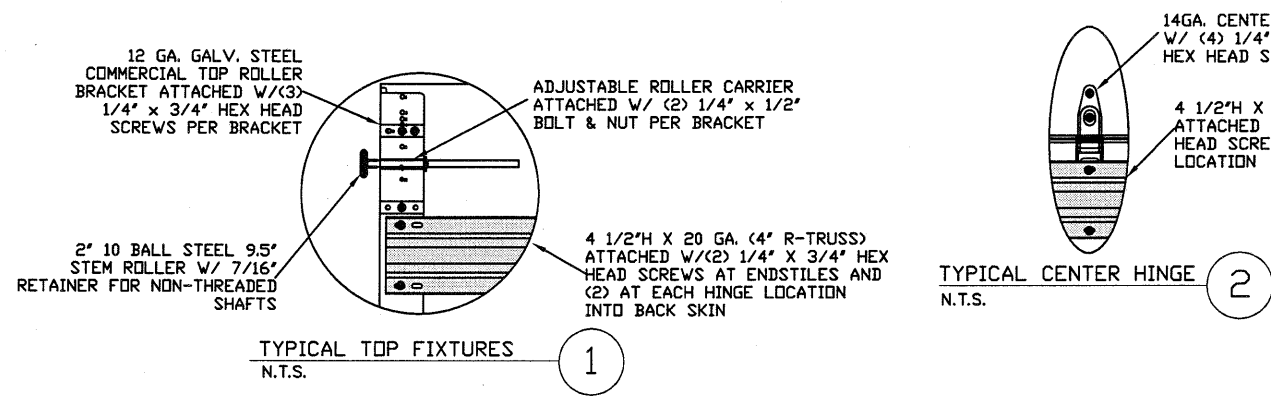 12 GA. GALV. STEEL
COMMERCIAL TOP ROLLER
BRACKET ATTACHED W/(3)
1/4" x 3/4" HEX HEAD
SCREWS PER BRACKET
ADJUSTABLE ROLLER CARRIER
ATTACHED W/ (2) 1/4" x 1/2"
BOLT & NUT PER BRACKET
2" 10 BALL STEEL 9.5"
STEM ROLLER W/ 7/16"
RETAINER FOR NON-THREADED
SHAFTS
4 1/2"H X 20 GA. (4" R-TRUSS)
ATTACHED W/(2) 1/4" X 3/4" HEX
HEAD SCREWS AT ENDSTILES AND
(2) AT EACH HINGE LOCATION
INTO BACK SKIN
TYPICAL TOP FIXTURES
N.T.S.
1
14GA. CENTE
W/ (4) 1/4"
HEX HEAD S
4 1/2"H X
ATTACHED
HEAD SCRE
LOCATION
TYPICAL CENTER HINGE
N.T.S.
2